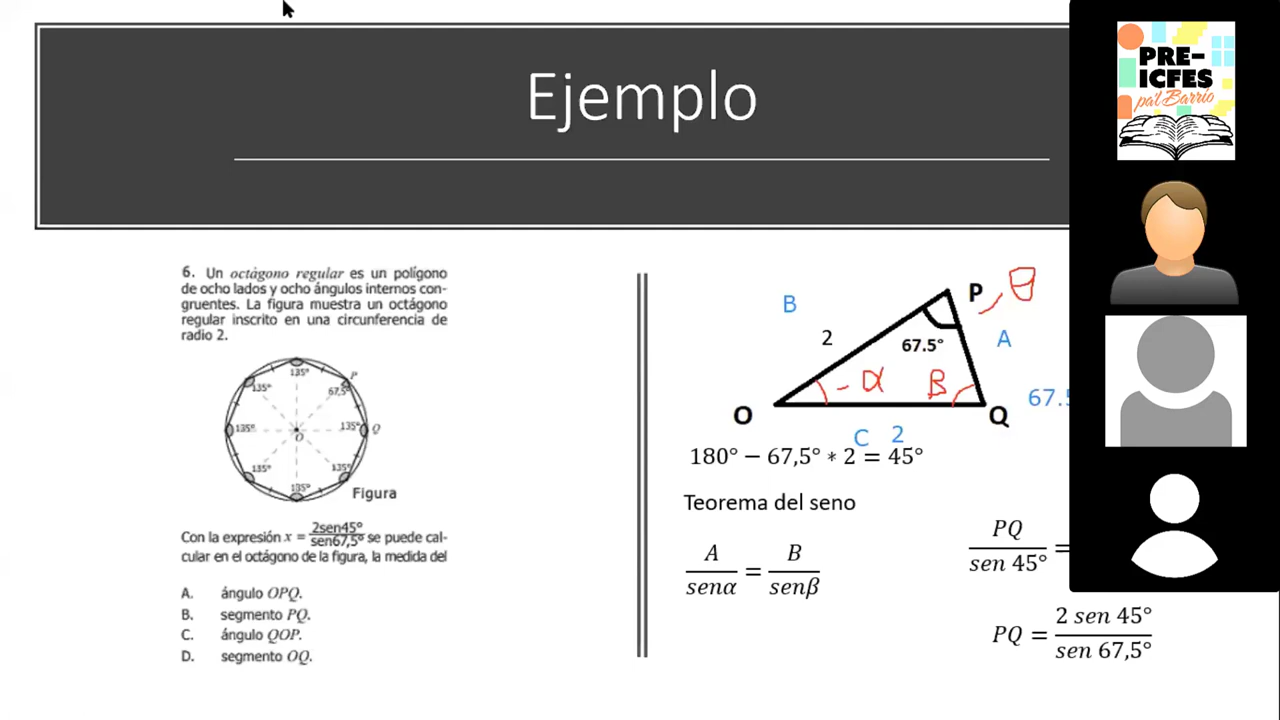 Ejemplo
PRE-
ICFES
pa'l Barrio
6. Un octágono regular es un polígono
de ocho lados y ocho ángulos internos con-
gruentes. La figura muestra un octágono
regular inscrito en una circunferencia de
radio 2.
135°
135°
P
67,5°
135°
135°
Q
O
135°
135°
135°
Figura
Con la expresión x = 2sen45°/sen67,5° se puede cal-
cular en el octágono de la figura, la medida del
A. ángulo OPQ.
B. segmento PQ.
C. ángulo QOP.
D. segmento OQ.
B
P
θ
2
67.5°
A
α
B
67.5
O
Q
C 2
180° − 67,5° * 2 = 45°
Teorema del seno
A/senα = B/senβ
PQ/sen 45° =
PQ = 2 sen 45°/sen 67,5°